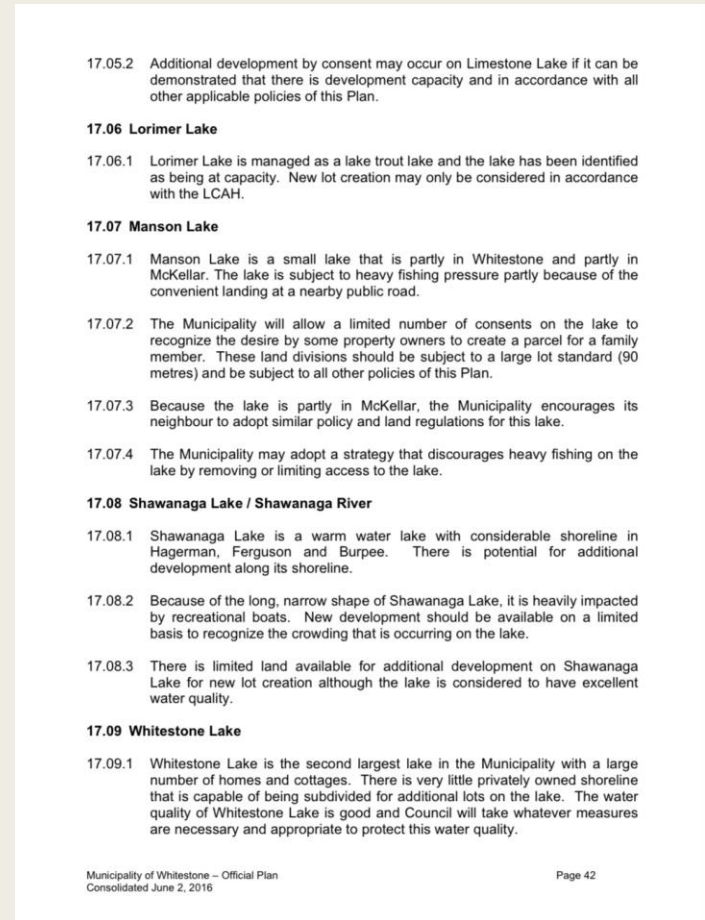 17.05.2 Additional development by consent may occur on Limestone Lake if it can be
demonstrated that there is development capacity and in accordance with all
other applicable policies of this Plan.
17.06 Lorimer Lake
17.06.1 Lorimer Lake is managed as a lake trout lake and the lake has been identified
as being at capacity. New lot creation may only be considered in accordance
with the LCAH.
17.07 Manson Lake
17.07.1 Manson Lake is a small lake that is partly in Whitestone and partly in
McKellar. The lake is subject to heavy fishing pressure partly because of the
convenient landing at a nearby public road.
17.07.2 The Municipality will allow a limited number of consents on the lake to
recognize the desire by some property owners to create a parcel for a family
member. These land divisions should be subject to a large lot standard (90
metres) and be subject to all other policies of this Plan.
17.07.3 Because the lake is partly in McKellar, the Municipality encourages its
neighbour to adopt similar policy and land regulations for this lake.
17.07.4 The Municipality may adopt a strategy that discourages heavy fishing on the
lake by removing or limiting access to the lake.
17.08 Shawanaga Lake / Shawanaga River
17.08.1 Shawanaga Lake is a warm water lake with considerable shoreline in
Hagerman, Ferguson and Burpee. There is potential for additional
development along its shoreline.
17.08.2 Because of the long, narrow shape of Shawanaga Lake, it is heavily impacted
by recreational boats. New development should be available on a limited
basis to recognize the crowding that is occurring on the lake.
17.08.3 There is limited land available for additional development on Shawanaga
Lake for new lot creation although the lake is considered to have excellent
water quality.
17.09 Whitestone Lake
17.09.1 Whitestone Lake is the second largest lake in the Municipality with a large
number of homes and cottages. There is very little privately owned shoreline
that is capable of being subdivided for additional lots on the lake. The water
quality of Whitestone Lake is good and Council will take whatever measures
are necessary and appropriate to protect this water quality.
Municipality of Whitestone – Official Plan Page 42
Consolidated June 2, 2016